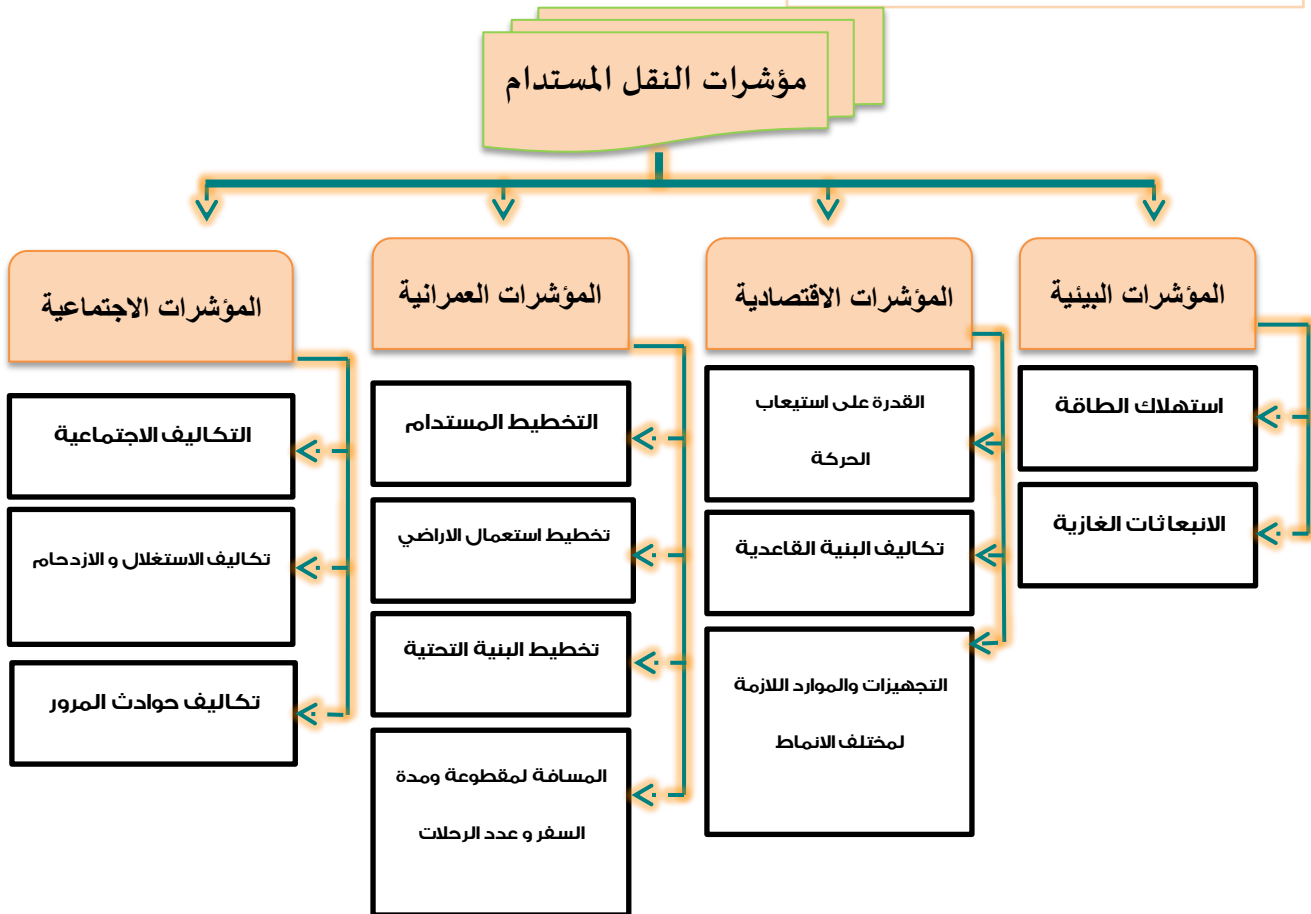 مؤشرات النقل المستدام
المؤشرات البيئية
استهلاك الطاقة
الانبعاثات الغازية
المؤشرات الاقتصادية
القدرة على استيعاب
الحركة
تكاليف البنية القاعدية
التجهيزات والموارد اللازمة
لمختلف الانماط
المؤشرات العمرانية
التخطيط المستدام
تخطيط استعمال الاراضي
تخطيط البنية التحتية
المسافة لمقطوعة ومدة
السفر و عدد الرحلات
المؤشرات الاجتماعية
التكاليف الاجتماعية
تكاليف الاستغلال و الازدحام
تكاليف حوادث المرور